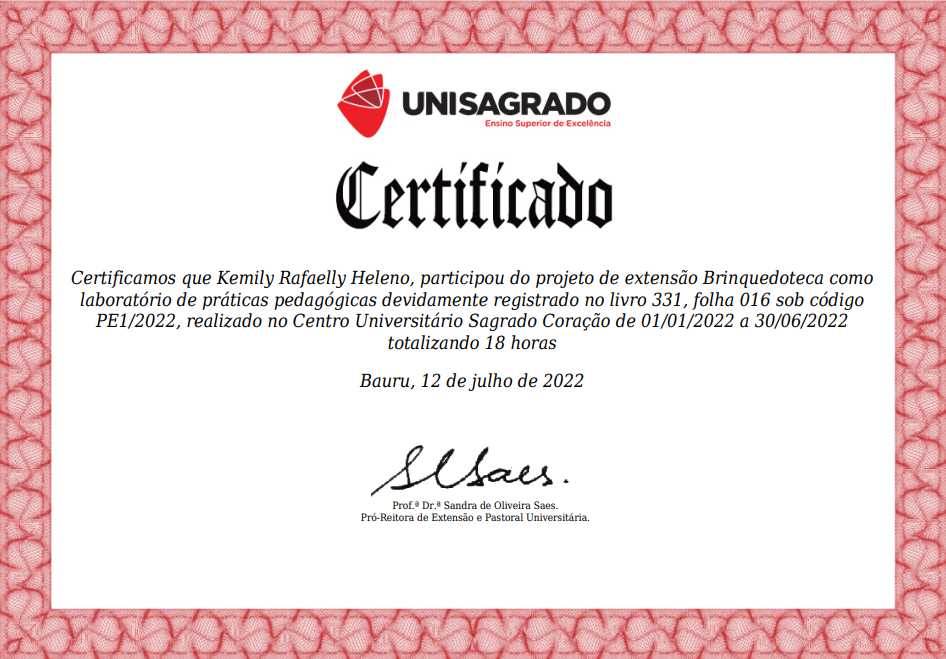 UNISAGRADO
Ensino Superior de Excelência
Certificado
Certificamos que Kemily Rafaelly Heleno, participou do projeto de extensão Brinquedoteca como
laboratório de práticas pedagógicas devidamente registrado no livro 331, folha 016 sob código
PE1/2022, realizado no Centro Universitário Sagrado Coração de 01/01/2022 a 30/06/2022
totalizando 18 horas
Bauru, 12 de julho de 2022
SCSaes.
Prof.ª Dr.ª Sandra de Oliveira Saes.
Pró-Reitora de Extensão e Pastoral Universitária.